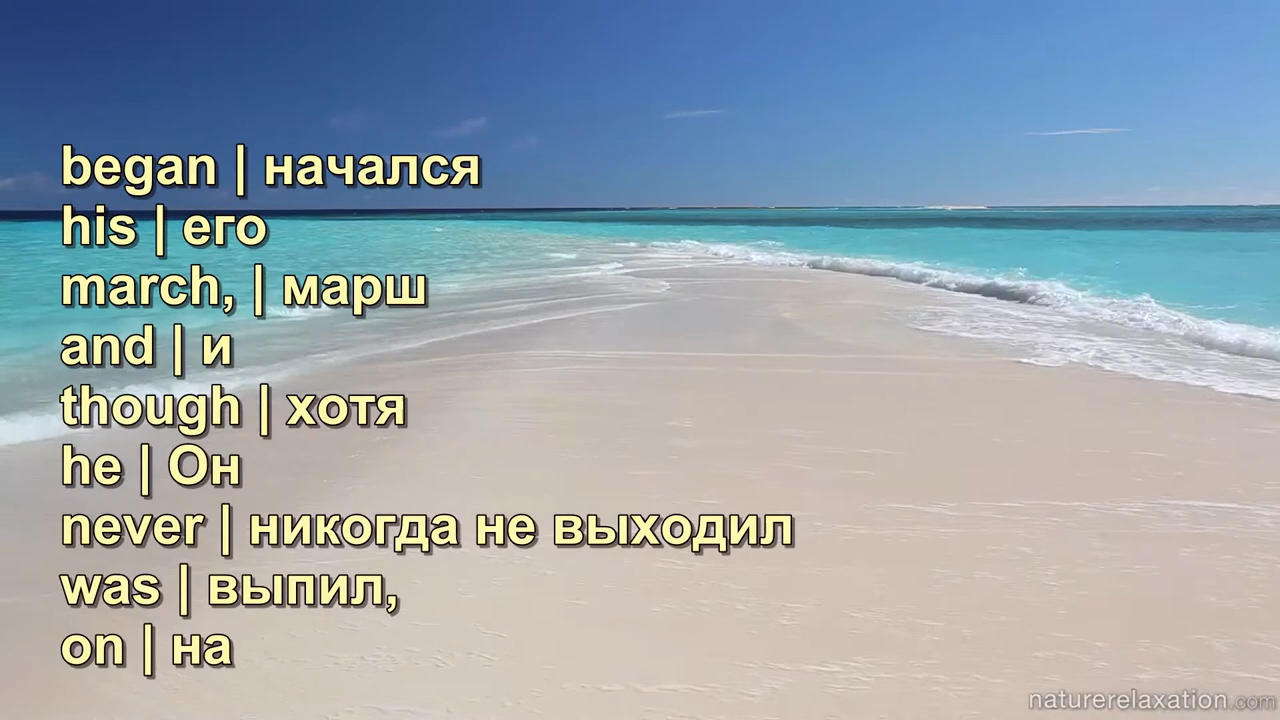 began | начался
his | его
march, | марш
and | и
though | хотя
he | Он
never | никогда не выходил
was | выпил,
on | на
naturerelaxation.com